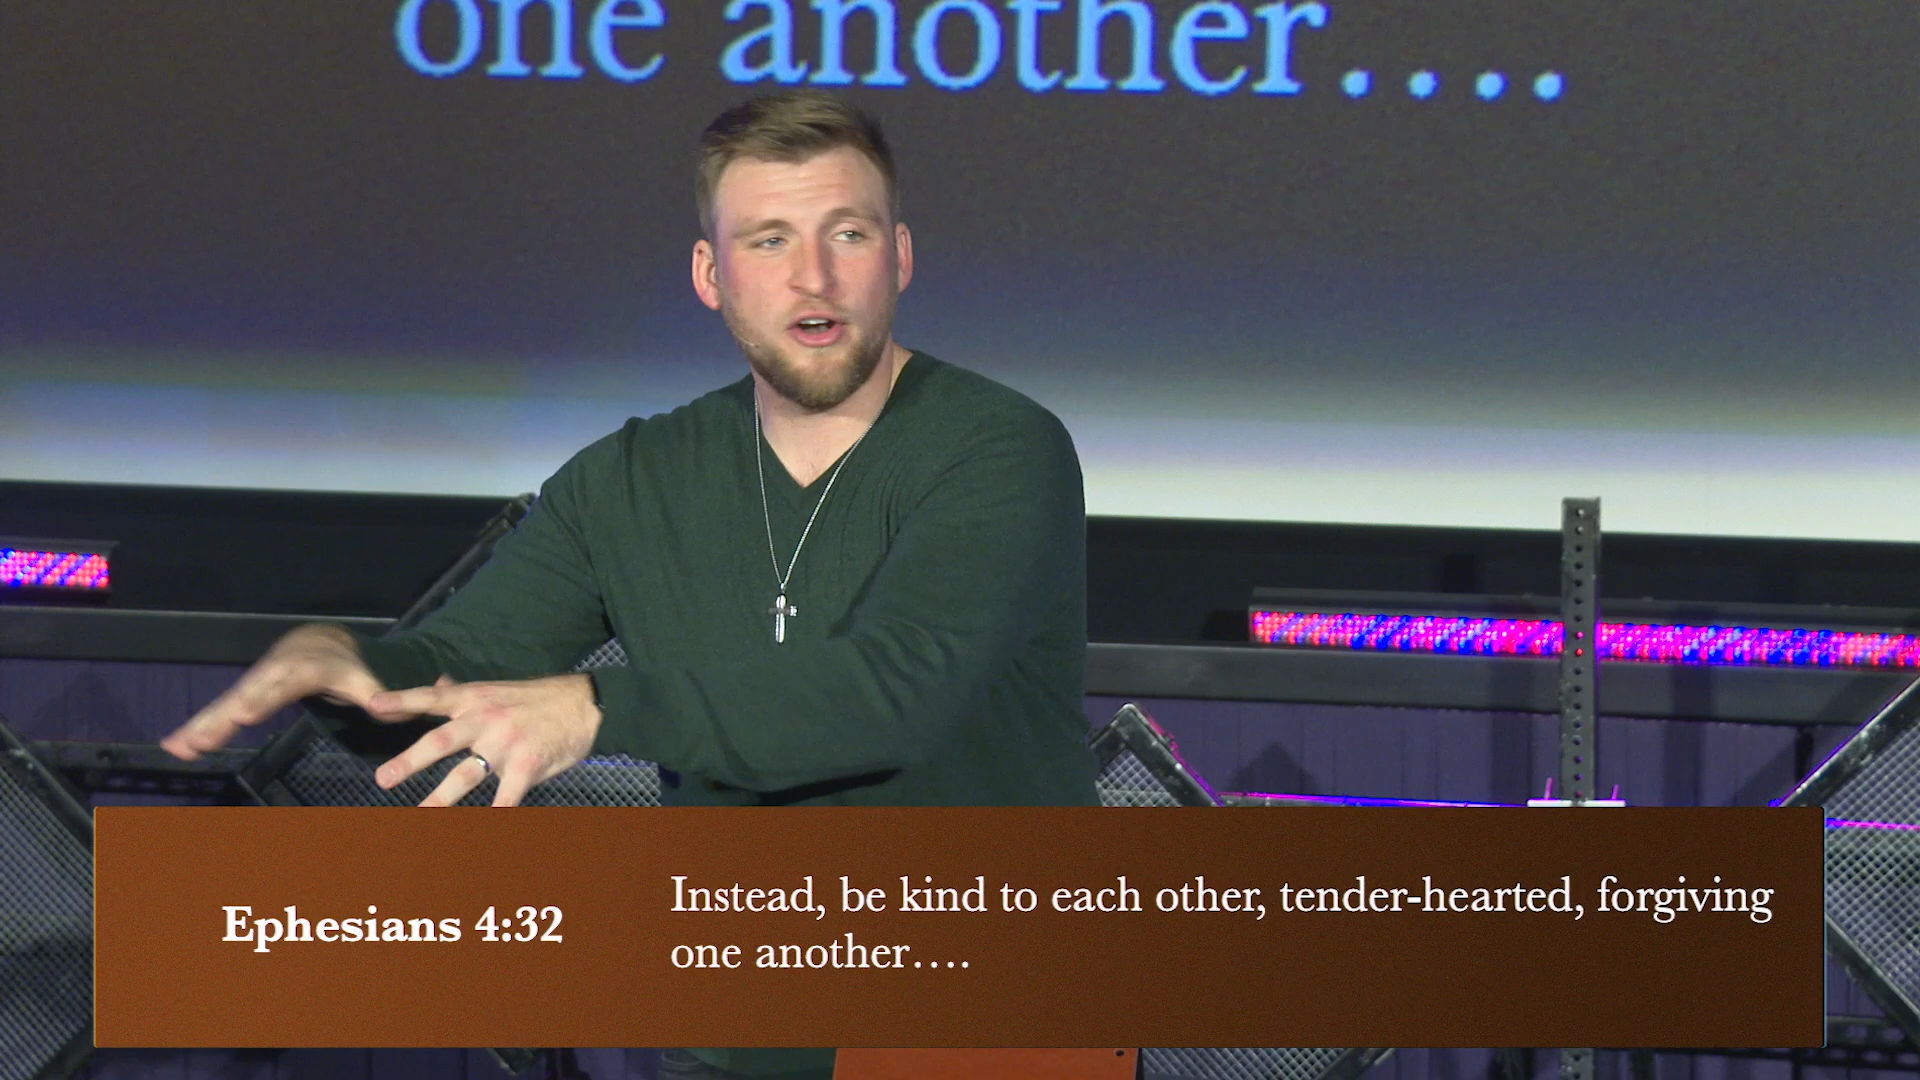 one another….
Ephesians 4:32
Instead, be kind to each other, tender-hearted, forgiving
one another….